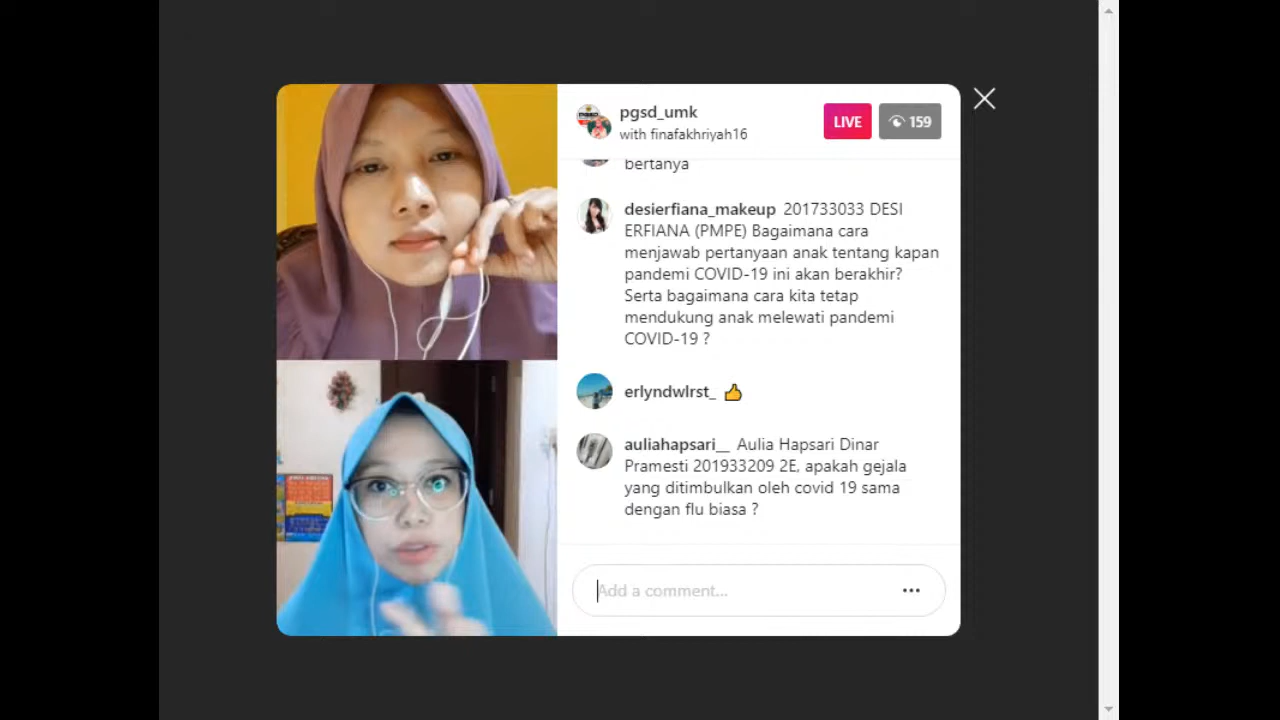 pgsd_umk
with finafakhriyah16
LIVE
159
bertanya
desierfiana_makeup 201733033 DESI
ERFIANA (PMPE) Bagaimana cara
menjawab pertanyaan anak tentang kapan
pandemi COVID-19 ini akan berakhir?
Serta bagaimana cara kita tetap
mendukung anak melewati pandemi
COVID-19 ?
erlyndwlrst_ 👍
auliahapsari__ Aulia Hapsari Dinar
Pramesti 201933209 2E, apakah gejala
yang ditimbulkan oleh covid 19 sama
dengan flu biasa ?
Add a comment...